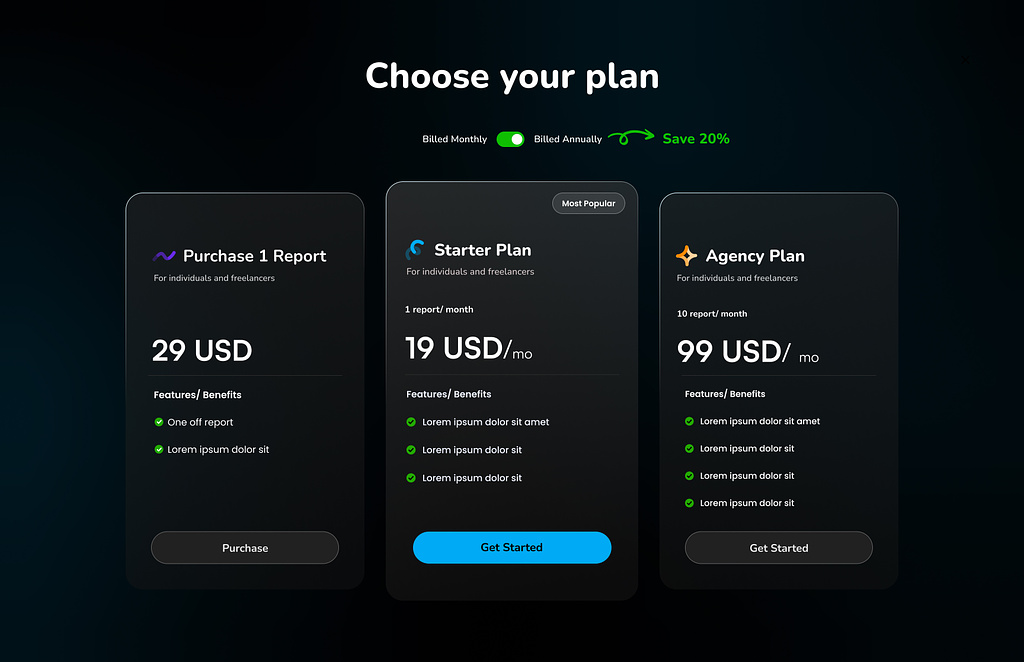 Choose your plan
Billed Monthly Billed Annually Save 20%
Purchase 1 Report
For individuals and freelancers
29 USD
Features/ Benefits
One off report
Lorem ipsum dolor sit
Purchase
Most Popular
Starter Plan
For individuals and freelancers
1 report/ month
19 USD/mo
Features/ Benefits
Lorem ipsum dolor sit amet
Lorem ipsum dolor sit
Lorem ipsum dolor sit
Get Started
Agency Plan
For individuals and freelancers
10 report/ month
99 USD/ mo
Features/ Benefits
Lorem ipsum dolor sit amet
Lorem ipsum dolor sit
Lorem ipsum dolor sit
Lorem ipsum dolor sit
Get Started